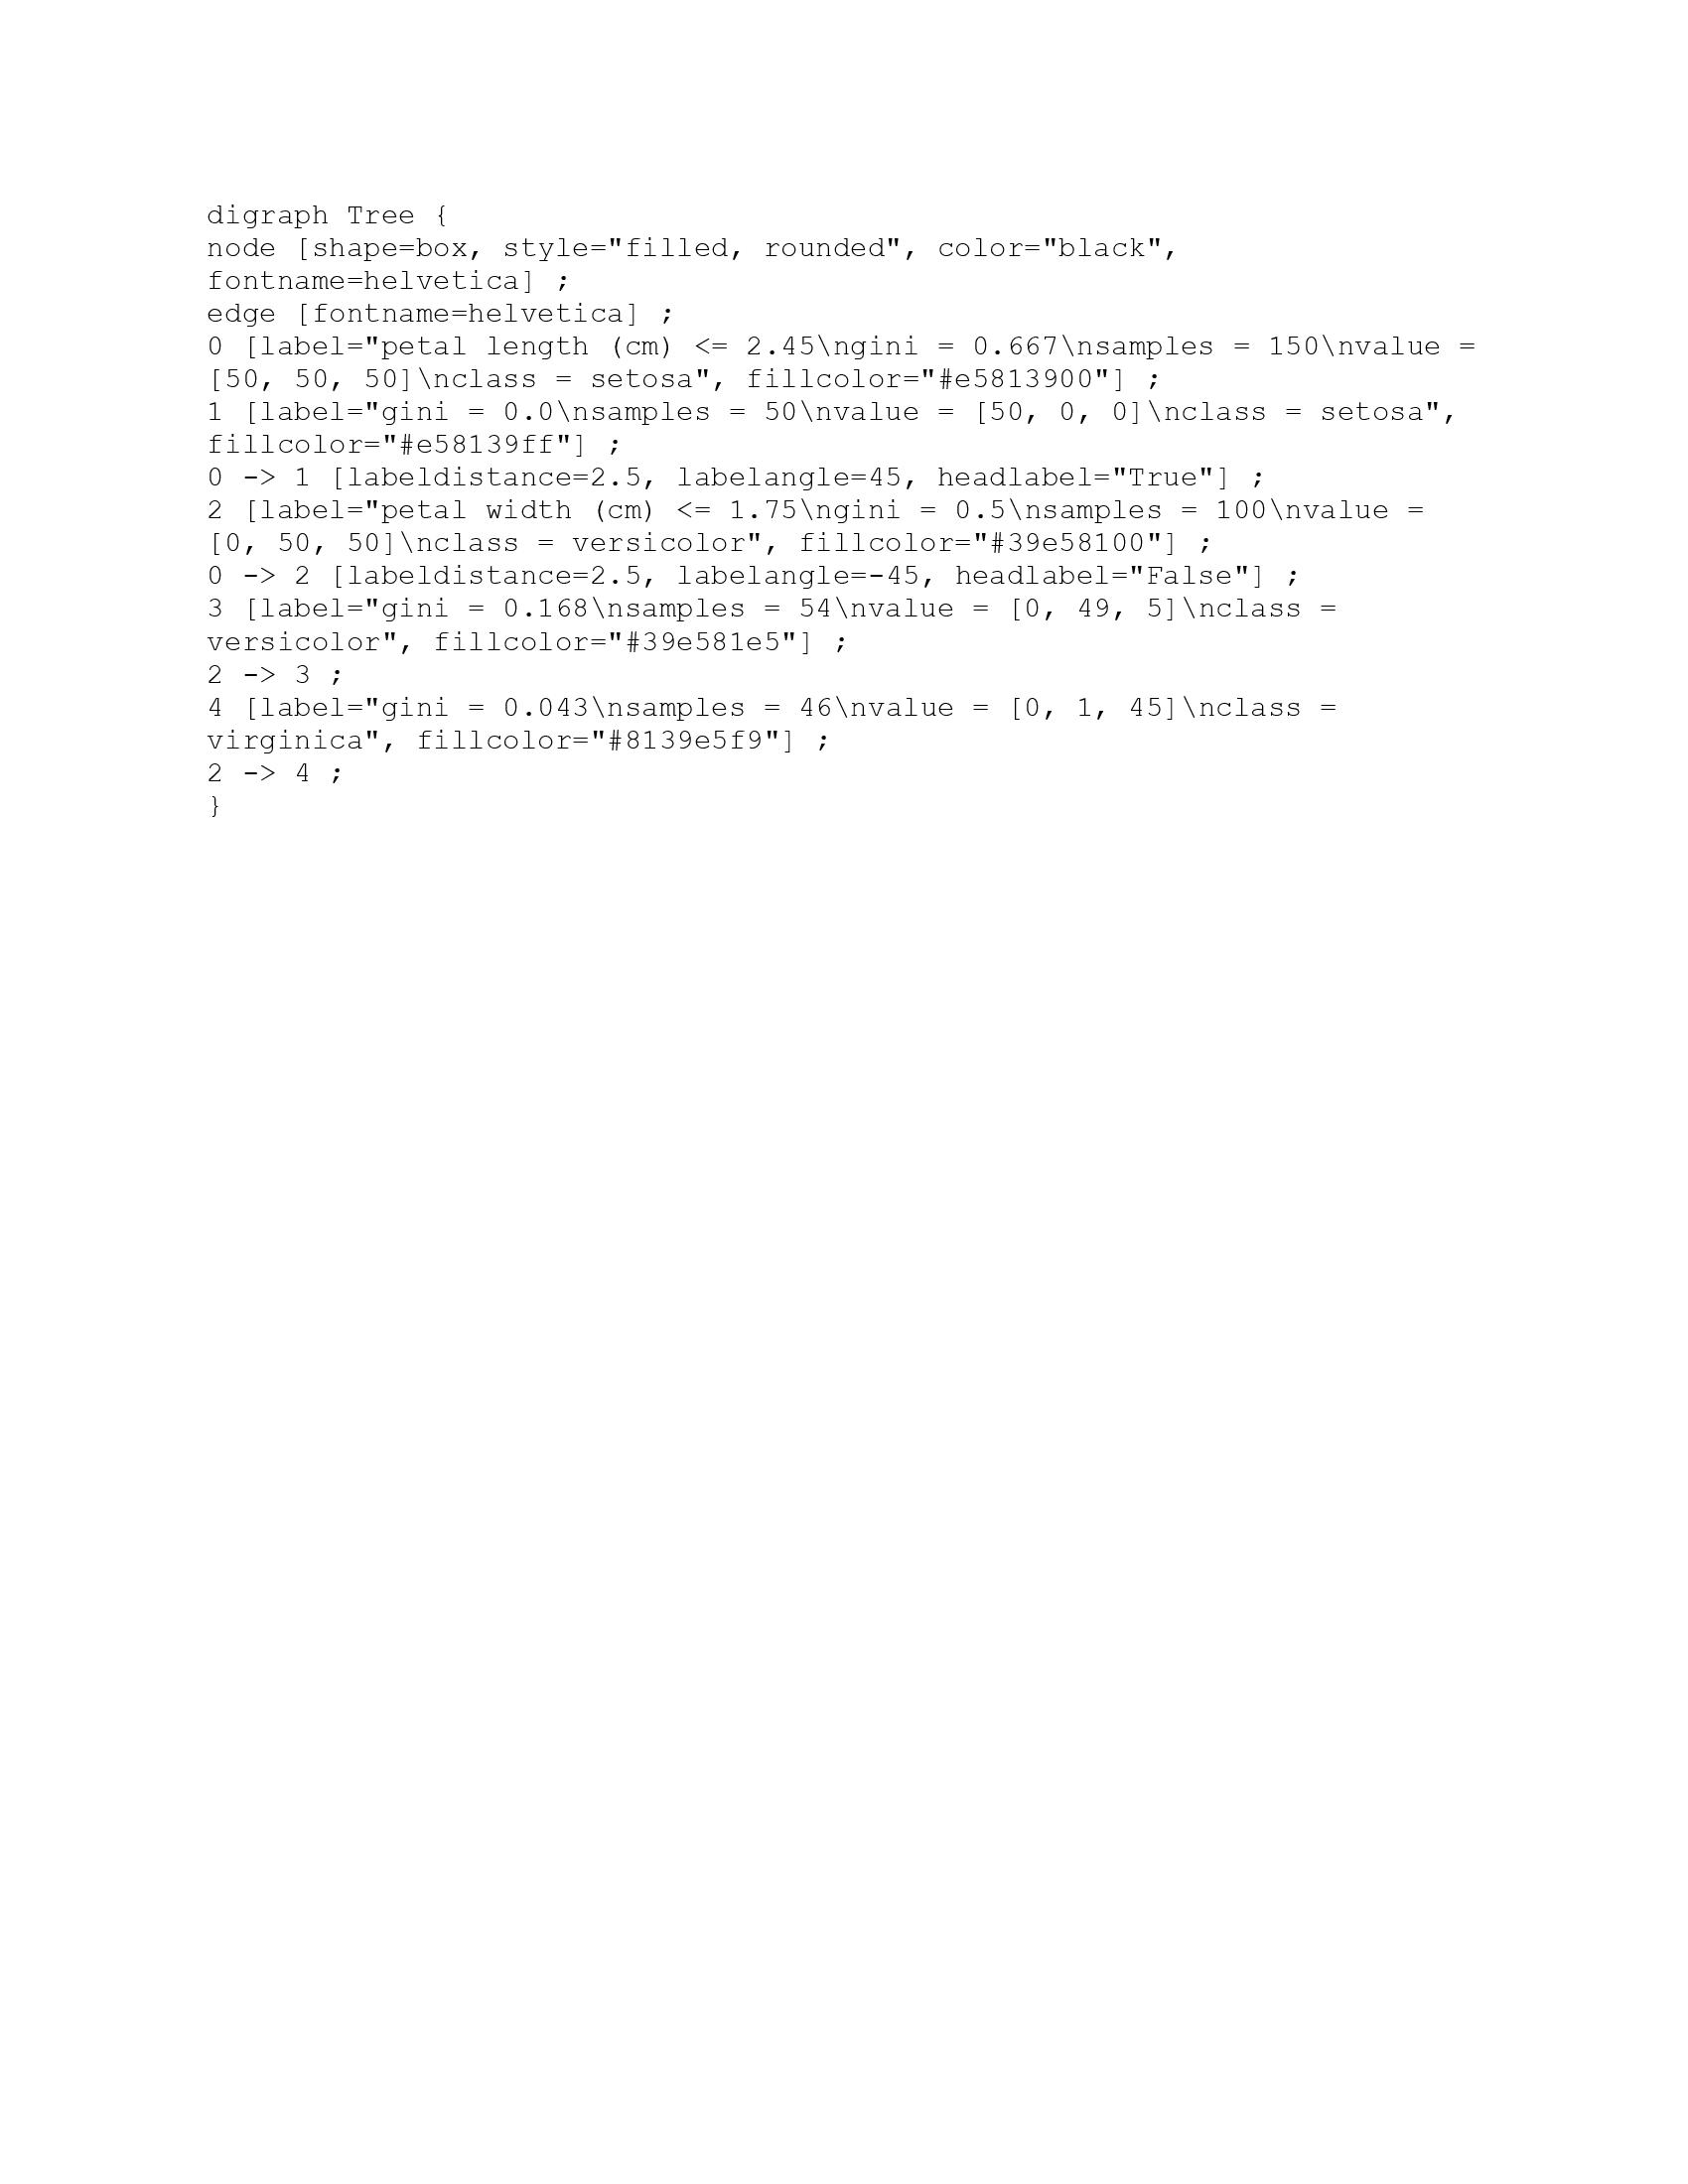 digraph Tree {
node [shape=box, style="filled, rounded", color="black",
fontname=helvetica] ;
edge [fontname=helvetica] ;
0 [label="petal length (cm) <= 2.45\ngini = 0.667\nsamples = 150\nvalue =
[50, 50, 50]\nclass = setosa", fillcolor="#e5813900"] ;
1 [label="gini = 0.0\nsamples = 50\nvalue = [50, 0, 0]\nclass = setosa",
fillcolor="#e58139ff"] ;
0 -> 1 [labeldistance=2.5, labelangle=45, headlabel="True"] ;
2 [label="petal width (cm) <= 1.75\ngini = 0.5\nsamples = 100\nvalue =
[0, 50, 50]\nclass = versicolor", fillcolor="#39e58100"] ;
0 -> 2 [labeldistance=2.5, labelangle=-45, headlabel="False"] ;
3 [label="gini = 0.168\nsamples = 54\nvalue = [0, 49, 5]\nclass =
versicolor", fillcolor="#39e581e5"] ;
2 -> 3 ;
4 [label="gini = 0.043\nsamples = 46\nvalue = [0, 1, 45]\nclass =
virginica", fillcolor="#8139e5f9"] ;
2 -> 4 ;
}